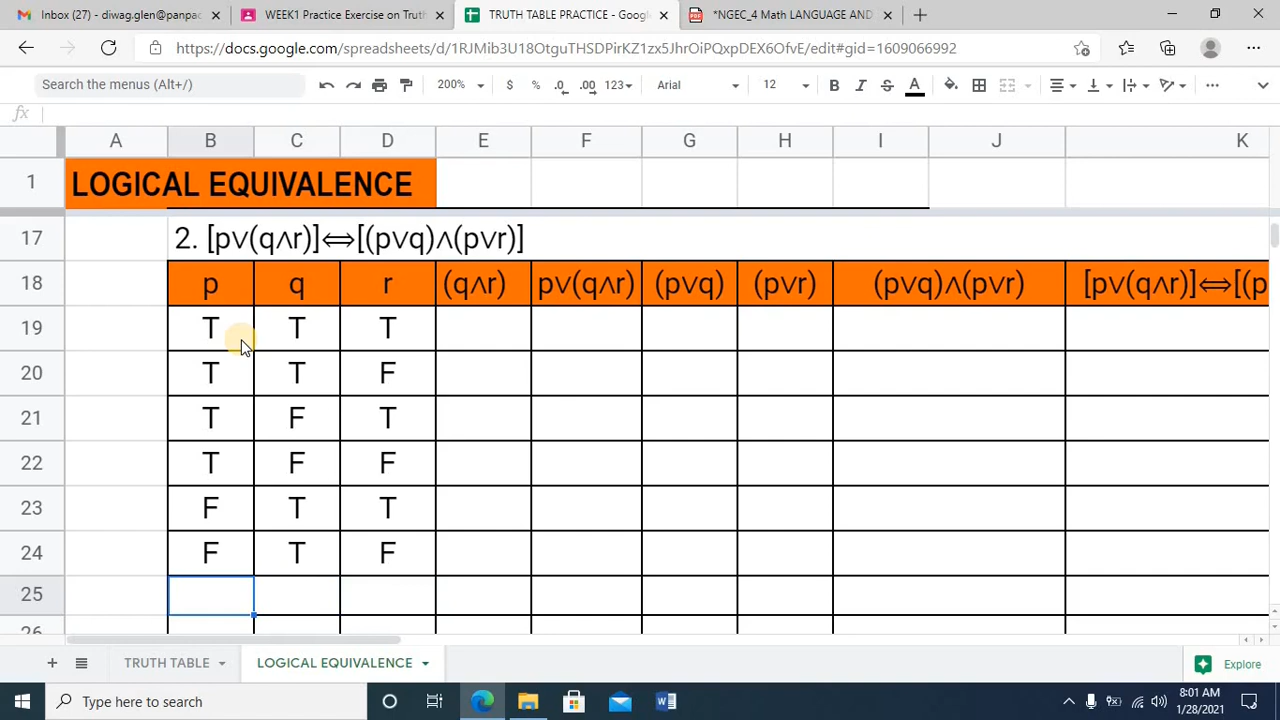 Inbox (27) - diwag.glen@panpac
WEEK1 Practice Exercise on Truth
TRUTH TABLE PRACTICE - Google
*NGEC_4 Math LANGUAGE AND
https://docs.google.com/spreadsheets/d/1RJMib3U18OtguTHSDPirKZ1zx5JhrOiPQxpDEX6OfvE/edit#gid=1609066992
Search the menus (Alt+/) 200% $ % .0 .00 123 Arial 12 B I S A
fx
A B C D E F G H I J K
1 LOGICAL EQUIVALENCE
17 2. [p∨(q∧r)]⇔[(p∨q)∧(p∨r)]
18 p q r (q∧r) p∨(q∧r) (p∨q) (p∨r) (p∨q)∧(p∨r) [p∨(q∧r)]⇔[(p
19 T T T
20 T T F
21 T F T
22 T F F
23 F T T
24 F T F
25
26
TRUTH TABLE LOGICAL EQUIVALENCE Explore
Type here to search 8:01 AM
1/28/2021